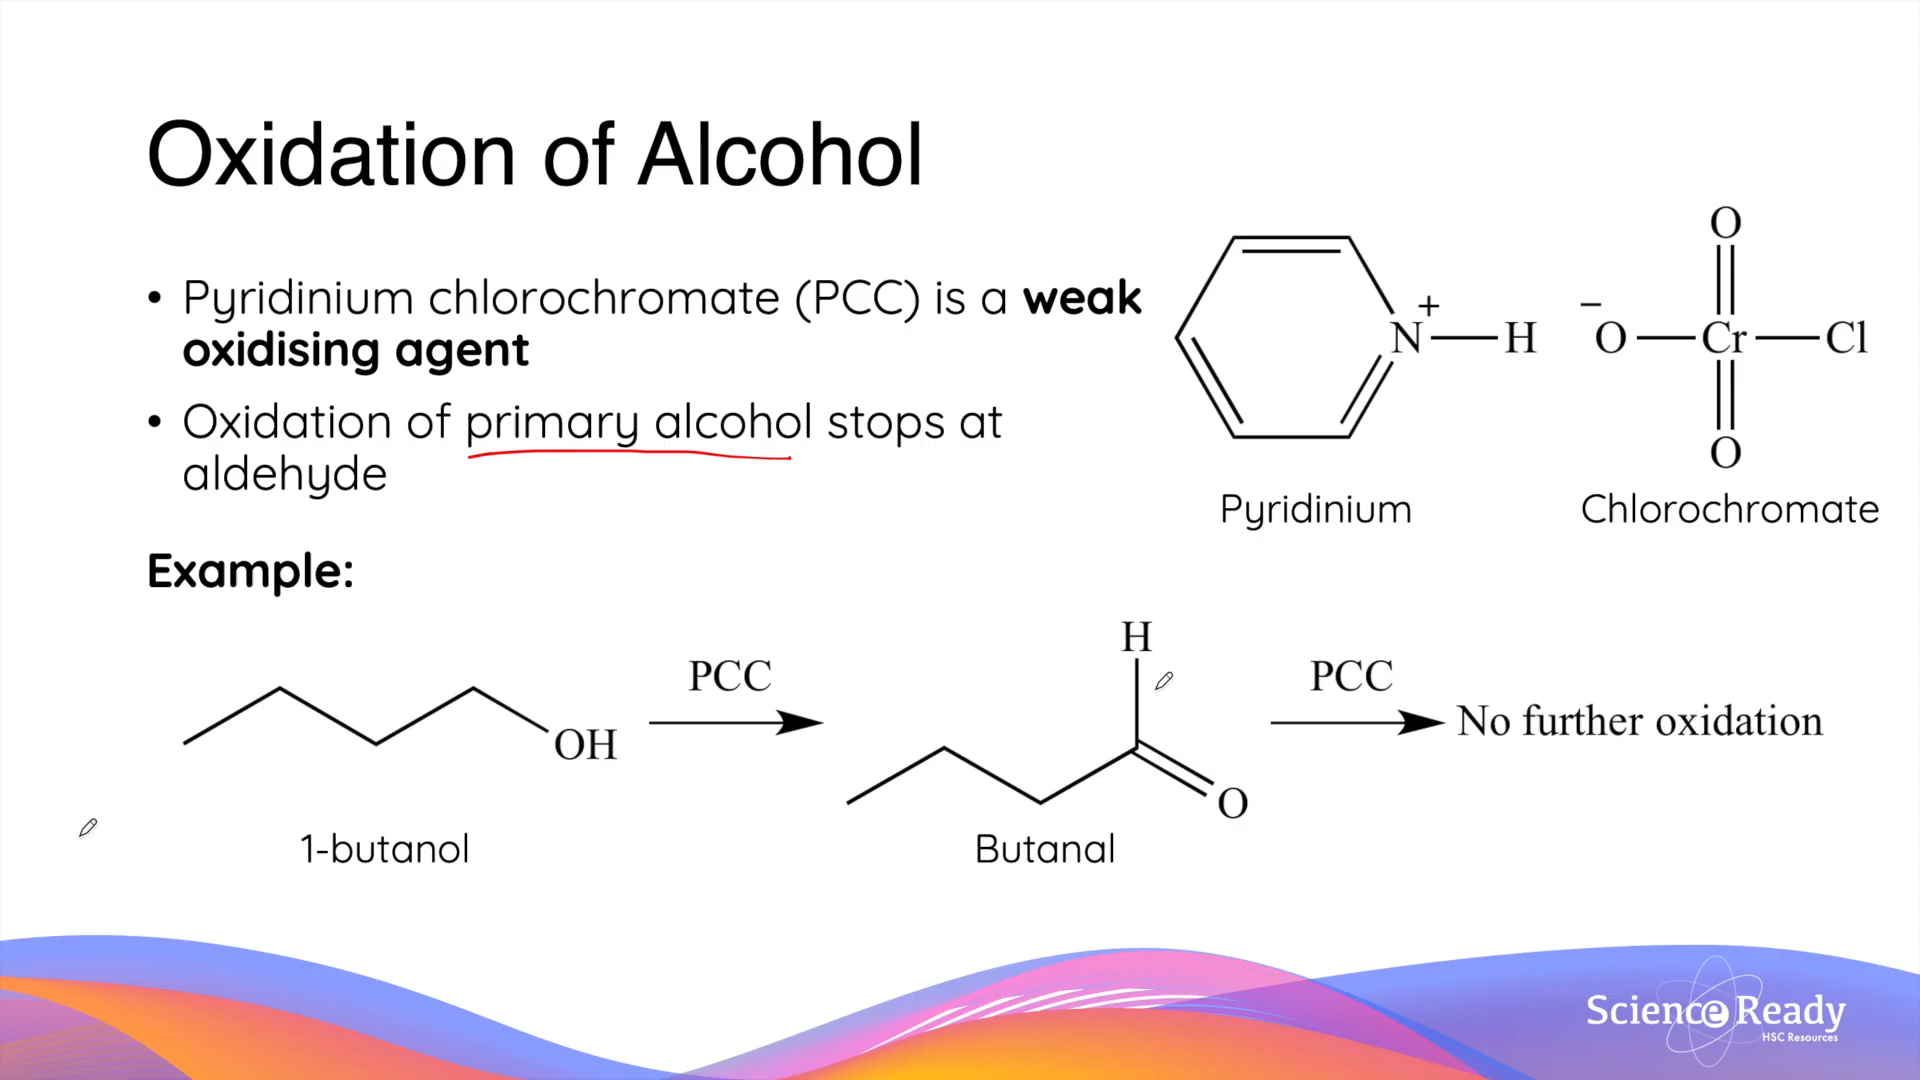 Oxidation of Alcohol
• Pyridinium chlorochromate (PCC) is a weak
oxidising agent
• Oxidation of primary alcohol stops at
aldehyde
O
+
N H
− O Cr Cl
O
Pyridinium
Chlorochromate
Example:
OH
PCC
H
O
PCC
No further oxidation
1-butanol
Butanal
Science Ready
HSC Resources